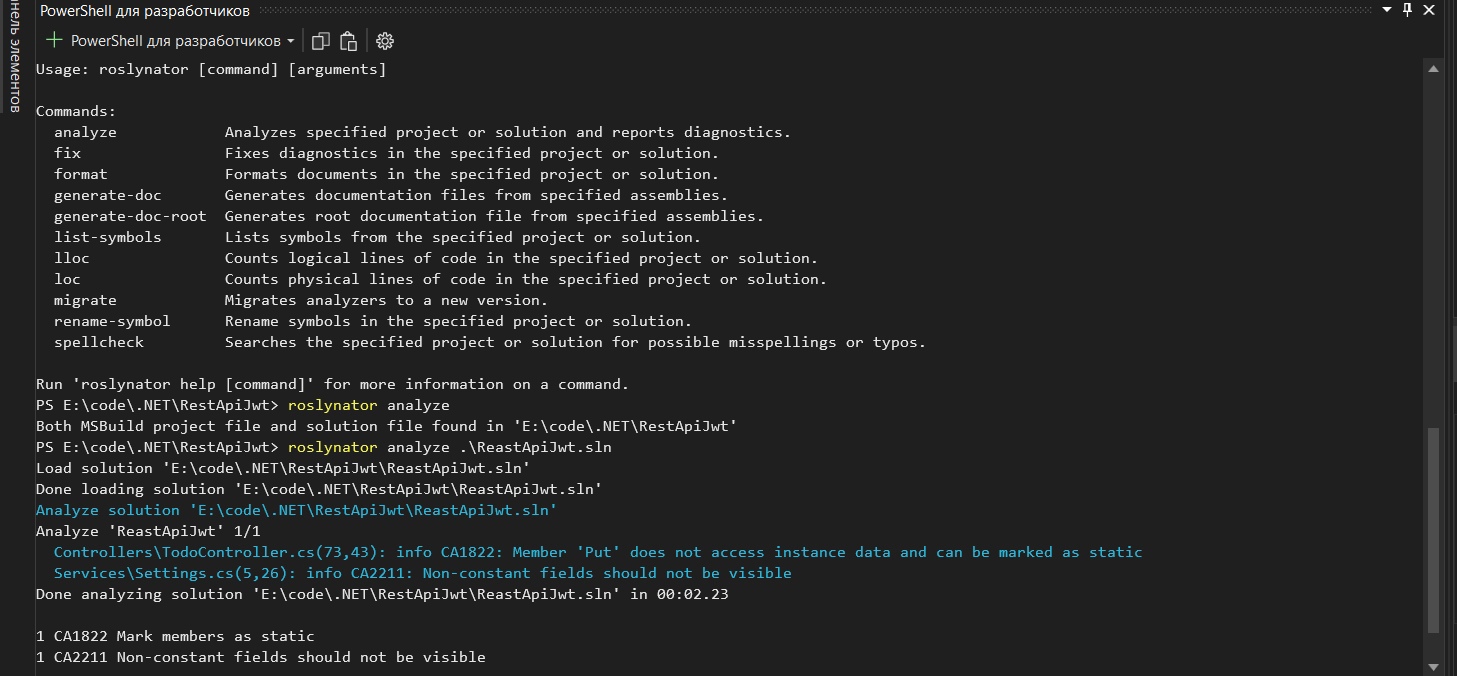 нель элементов
PowerShell для разработчиков
PowerShell для разработчиков
Usage: roslynator [command] [arguments]
Commands:
analyze Analyzes specified project or solution and reports diagnostics.
fix Fixes diagnostics in the specified project or solution.
format Formats documents in the specified project or solution.
generate-doc Generates documentation files from specified assemblies.
generate-doc-root Generates root documentation file from specified assemblies.
list-symbols Lists symbols from the specified project or solution.
lloc Counts logical lines of code in the specified project or solution.
loc Counts physical lines of code in the specified project or solution.
migrate Migrates analyzers to a new version.
rename-symbol Rename symbols in the specified project or solution.
spellcheck Searches the specified project or solution for possible misspellings or typos.
Run 'roslynator help [command]' for more information on a command.
PS E:\code\.NET\RestApiJwt> roslynator analyze
Both MSBuild project file and solution file found in 'E:\code\.NET\RestApiJwt'
PS E:\code\.NET\RestApiJwt> roslynator analyze .\ReastApiJwt.sln
Load solution 'E:\code\.NET\RestApiJwt\ReastApiJwt.sln'
Done loading solution 'E:\code\.NET\RestApiJwt\ReastApiJwt.sln'
Analyze solution 'E:\code\.NET\RestApiJwt\ReastApiJwt.sln'
Analyze 'ReastApiJwt' 1/1
Controllers\TodoController.cs(73,43): info CA1822: Member 'Put' does not access instance data and can be marked as static
Services\Settings.cs(5,26): info CA2211: Non-constant fields should not be visible
Done analyzing solution 'E:\code\.NET\RestApiJwt\ReastApiJwt.sln' in 00:02.23
1 CA1822 Mark members as static
1 CA2211 Non-constant fields should not be visible